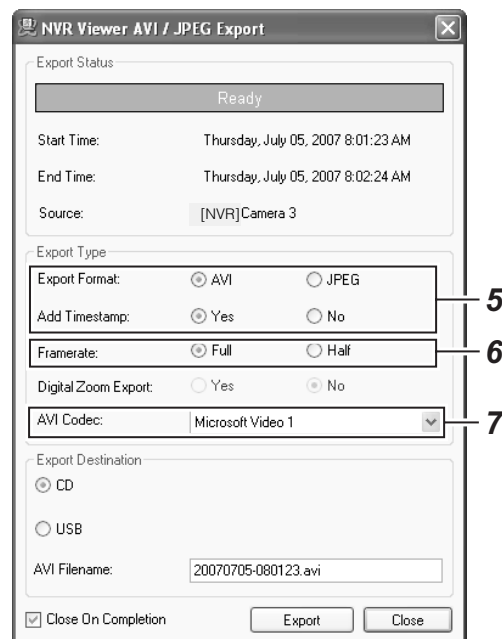 NVR Viewer AVI / JPEG Export
Export Status
Ready
Start Time: Thursday, July 05, 2007 8:01:23 AM
End Time: Thursday, July 05, 2007 8:02:24 AM
Source: [NVR]Camera 3
Export Type
Export Format: AVI JPEG
5
Add Timestamp: Yes No
Framerate: Full Half 6
Digital Zoom Export: Yes No
AVI Codec: Microsoft Video 1 7
Export Destination
CD
USB
AVI Filename: 20070705-080123.avi
Close On Completion Export Close